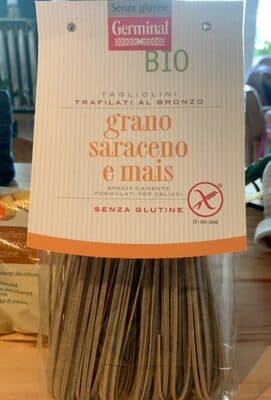 Senza glutine
Germinal
BIO
TAGLIOLINI
TRAFILATI AL BRONZO
grano
saraceno
e mais
SPECIFICAMENTE
FORMULATI PER CELIACI
SENZA GLUTINE